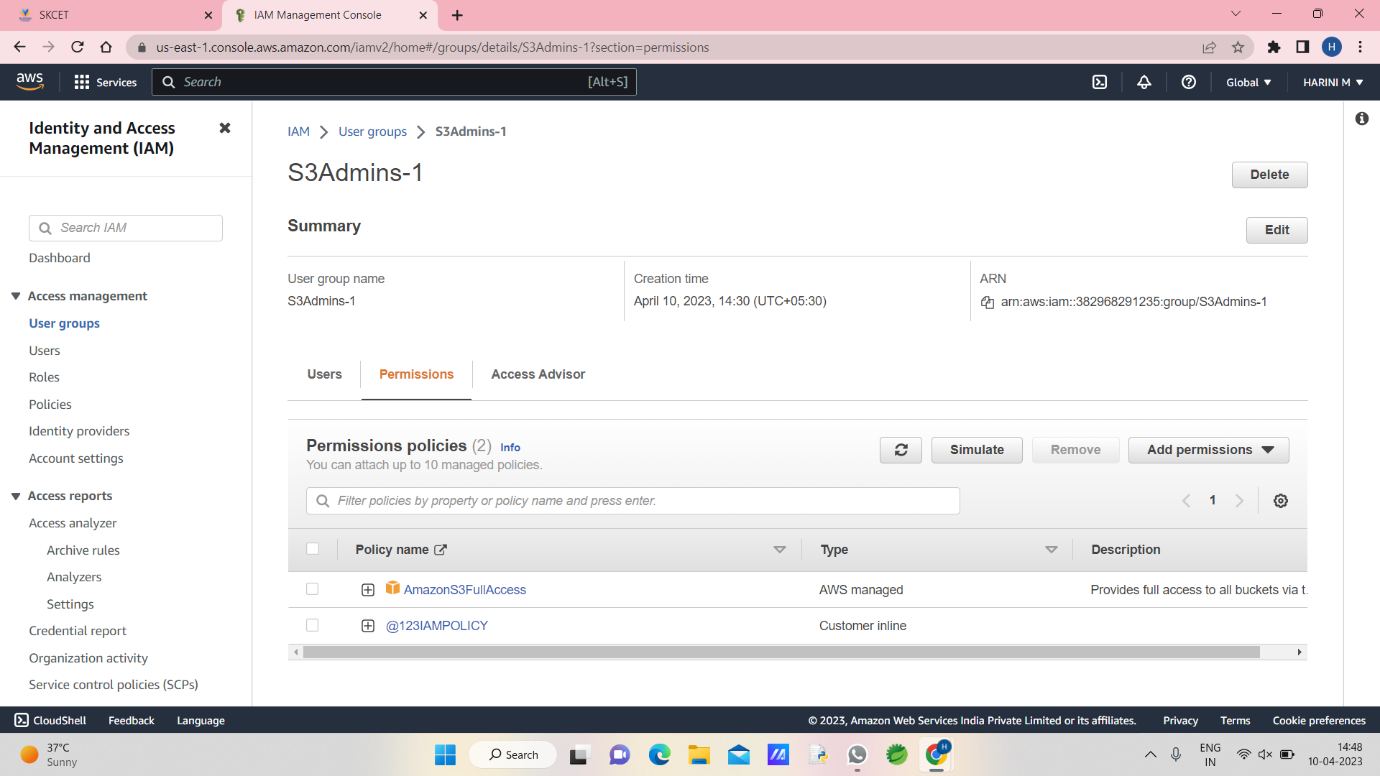 SKCET
IAM Management Console
us-east-1.console.aws.amazon.com/iamv2/home#/groups/details/S3Admins-1?section=permissions
H
aws
Services
Search
[Alt+S]
Global
HARINI M
Identity and Access Management (IAM)
Search IAM
Dashboard
Access management
User groups
Users
Roles
Policies
Identity providers
Account settings
Access reports
Access analyzer
Archive rules
Analyzers
Settings
Credential report
Organization activity
Service control policies (SCPs)
IAM
User groups
S3Admins-1
S3Admins-1
Delete
Summary
Edit
User group name
S3Admins-1
Creation time
April 10, 2023, 14:30 (UTC+05:30)
ARN
arn:aws:iam::382968291235:group/S3Admins-1
Users
Permissions
Access Advisor
Permissions policies (2)
Info
You can attach up to 10 managed policies.
Simulate
Remove
Add permissions
Filter policies by property or policy name and press enter.
1
Policy name
Type
Description
AmazonS3FullAccess
AWS managed
Provides full access to all buckets via t.
@123IAMPOLICY
Customer inline
CloudShell
Feedback
Language
© 2023, Amazon Web Services India Private Limited or its affiliates.
Privacy
Terms
Cookie preferences
37°C
Sunny
Search
H
ENG
IN
14:48
10-04-2023